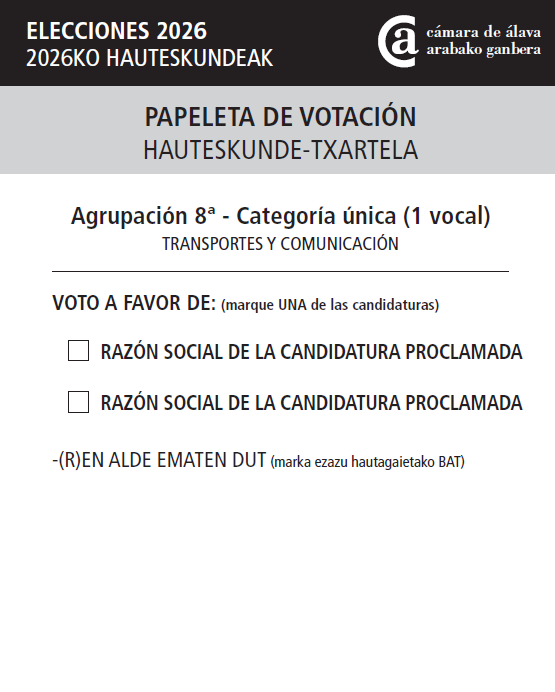 ELECCIONES 2026
2026KO HAUTESKUNDEAK
cámara de álava
arabako ganbera
PAPELETA DE VOTACIÓN
HAUTESKUNDE-TXARTELA
Agrupación 8ª - Categoría única (1 vocal)
TRANSPORTES Y COMUNICACIÓN
VOTO A FAVOR DE: (marque UNA de las candidaturas)
RAZÓN SOCIAL DE LA CANDIDATURA PROCLAMADA
RAZÓN SOCIAL DE LA CANDIDATURA PROCLAMADA
-(R)EN ALDE EMATEN DUT (marka ezazu hautagaietako BAT)